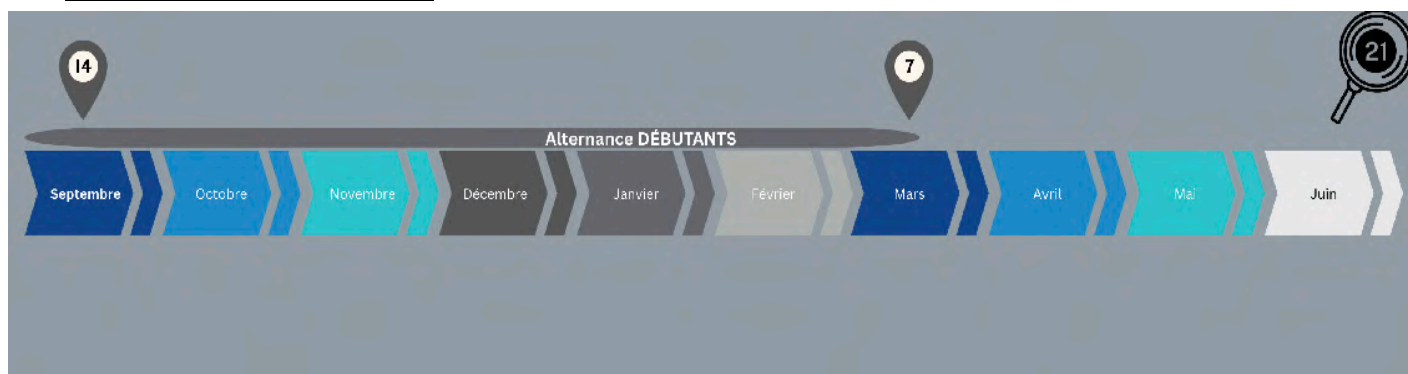 14
7
21
Alternance DÉBUTANTS
Septembre
Octobre
Novembre
Décembre
Janvier
Février
Mars
Avril
Mai
Juin